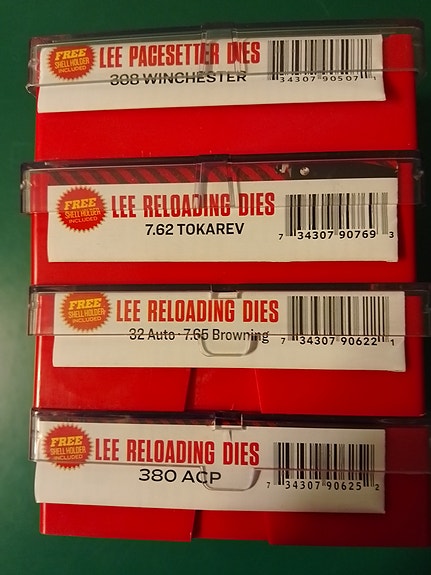 FREE
SHELL HOLDER
INCLUDED
LEE PACESETTER DIES
308 WINCHESTER
34307 90507 1
FREE
SHELL HOLDER
INCLUDED
LEE RELOADING DIES
7.62 TOKAREV
7 34307 90769 3
FREE
SHELL HOLDER
INCLUDED
LEE RELOADING DIES
32 Auto · 7.65 Browning
7 34307 90622 1
FREE
SHELL HOLDER
INCLUDED
LEE RELOADING DIES
380 ACP
7 34307 90625 2